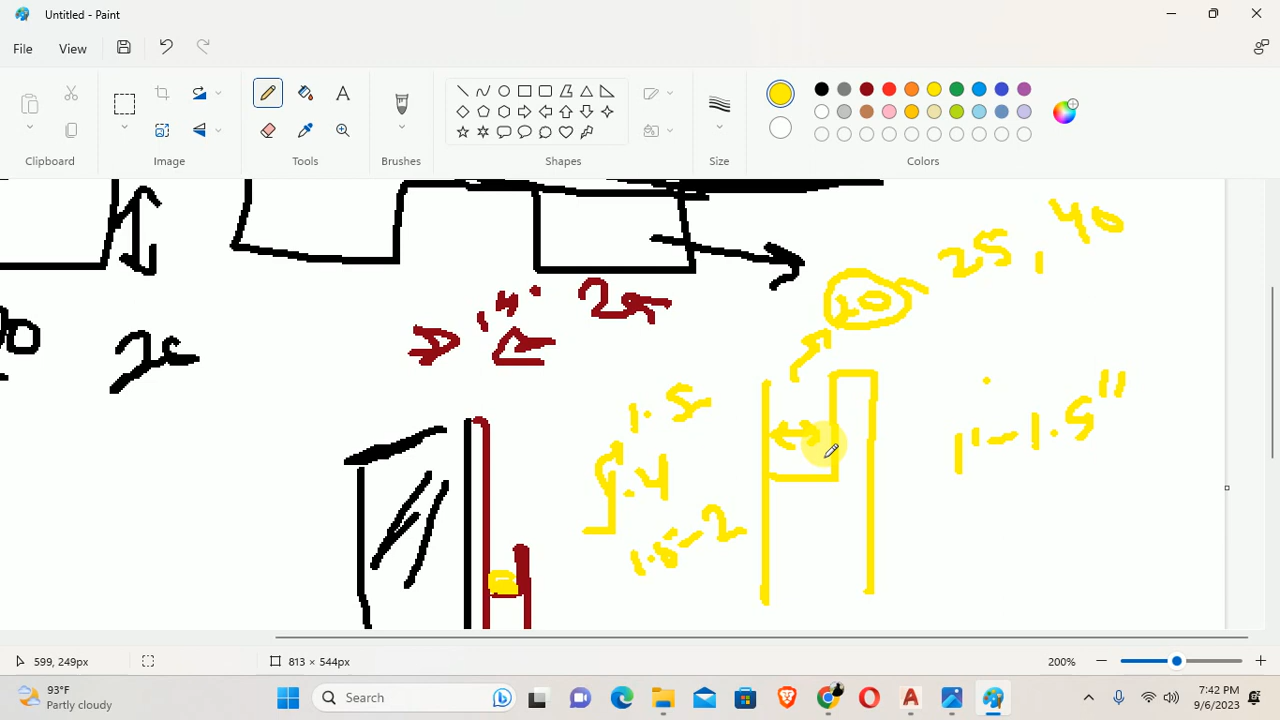 Untitled - Paint
File View
Clipboard Image Tools Brushes Shapes Size Colors
25, 40
20
1"
1.5
1"-1.5"
.4
1.5-2
599, 249px 813 × 544px 200%
93°F
Partly cloudy
Search
7:42 PM
9/6/2023